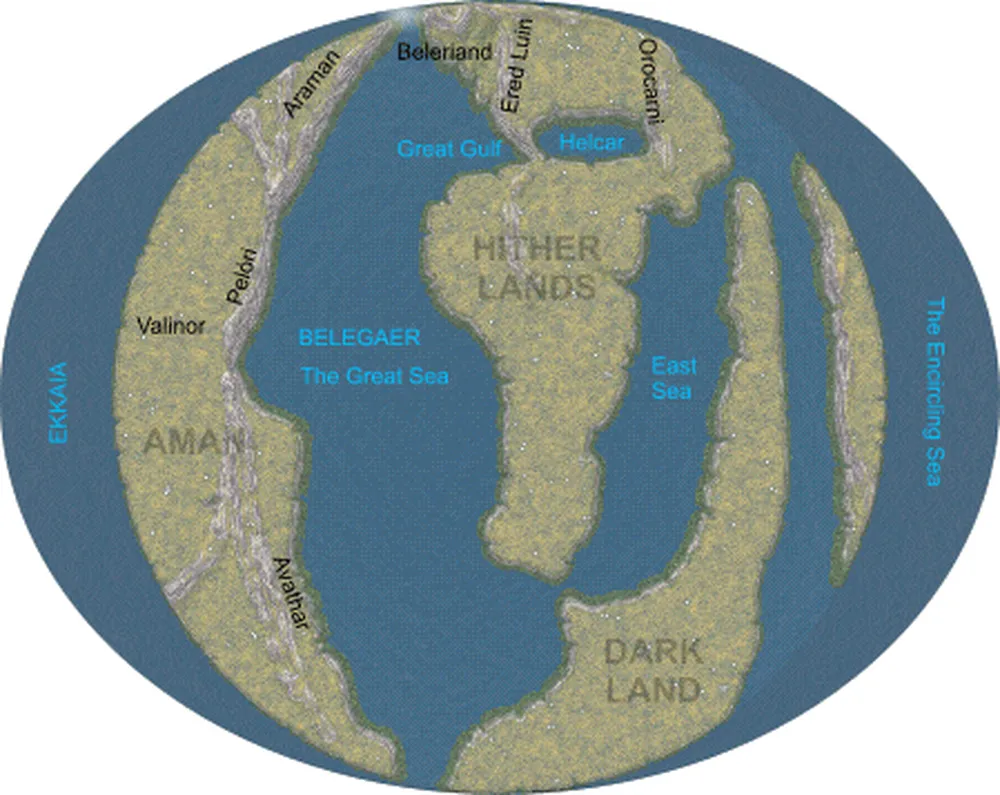 Beleriand
Ered Luin
Orocarni
Araman
Great Gulf
Helcar
HITHER
LANDS
Pelóri
Valinor
BELEGAER
The Great Sea
East
Sea
The Encircling Sea
EKKAIA
AMAN
Avathar
DARK
LAND